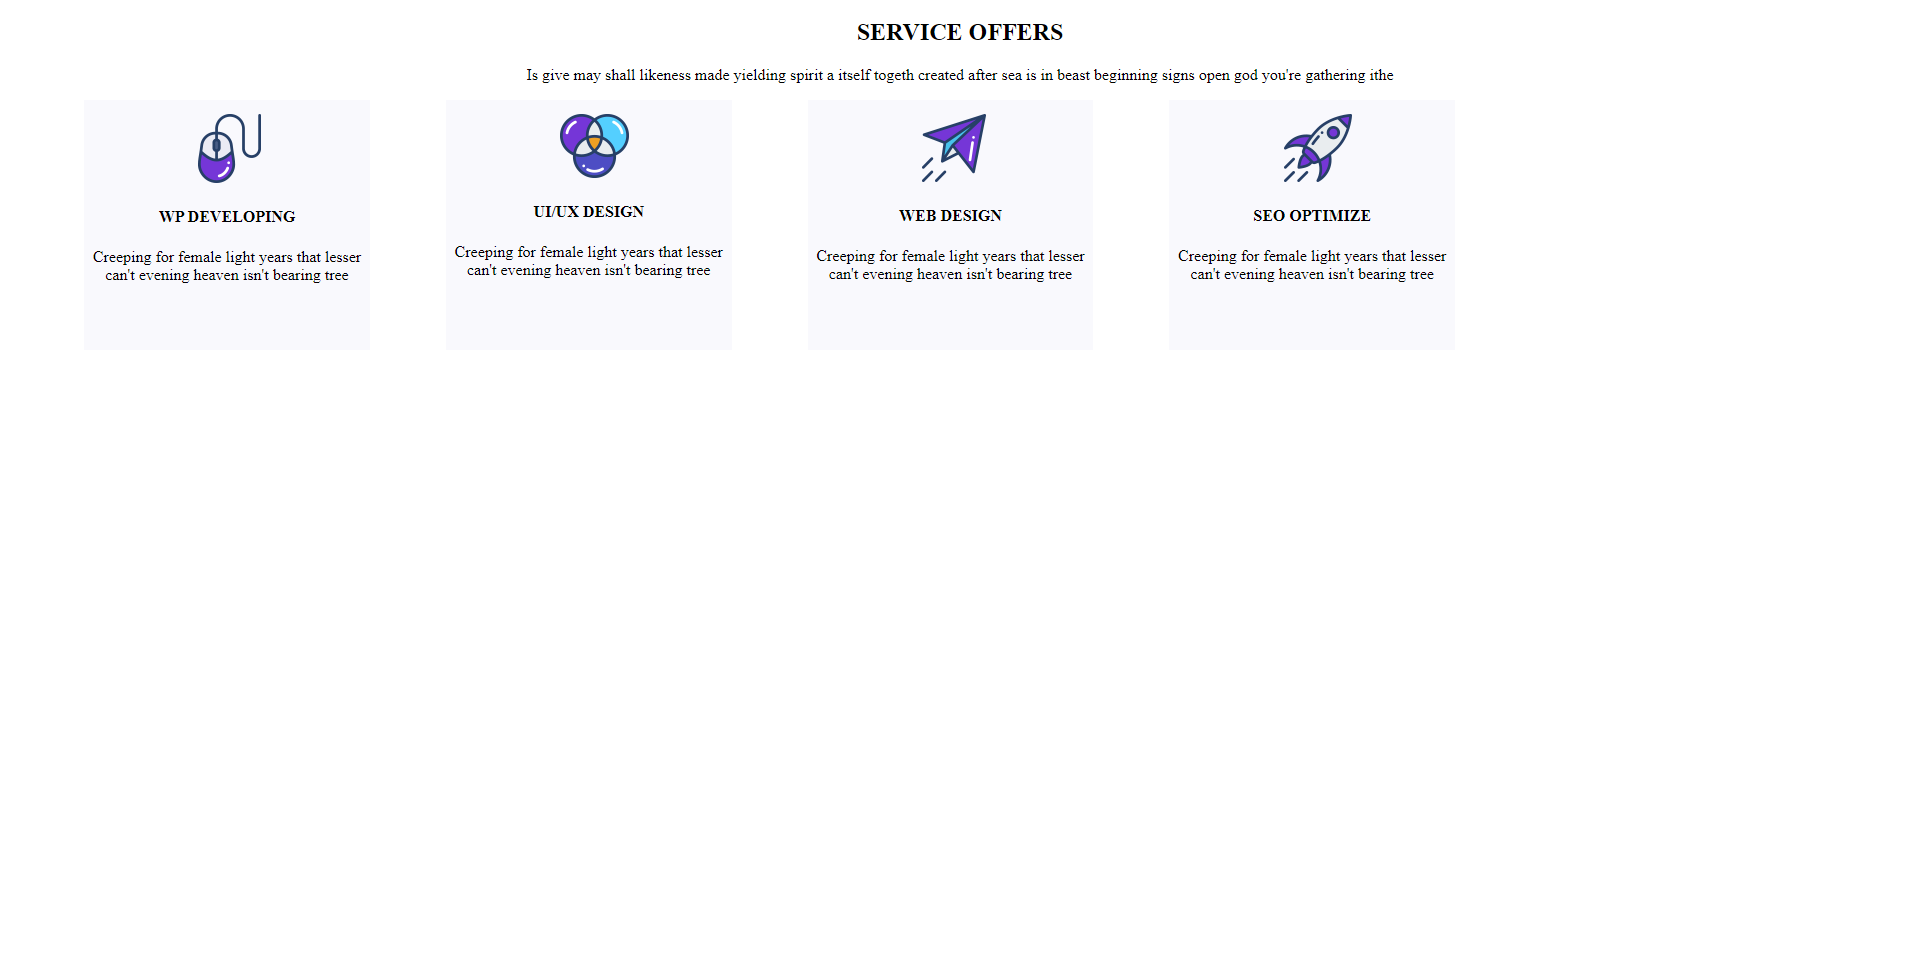 SERVICE OFFERS
Is give may shall likeness made yielding spirit a itself togeth created after sea is in beast beginning signs open god you're gathering ithe
WP DEVELOPING
Creeping for female light years that lesser
can't evening heaven isn't bearing tree
UI/UX DESIGN
Creeping for female light years that lesser
can't evening heaven isn't bearing tree
WEB DESIGN
Creeping for female light years that lesser
can't evening heaven isn't bearing tree
SEO OPTIMIZE
Creeping for female light years that lesser
can't evening heaven isn't bearing tree